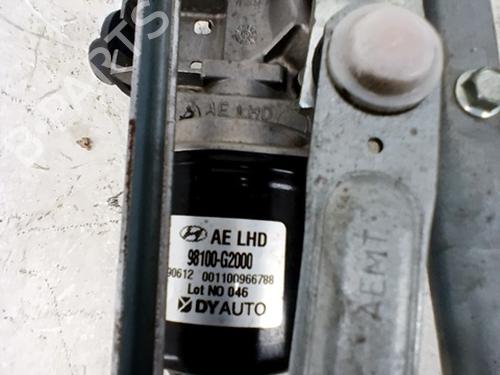 AE LHD
AE LHD
98100-G2000
90612 001100966788
Lot NO 046
DYAUTO
AEMT
B-PARTS